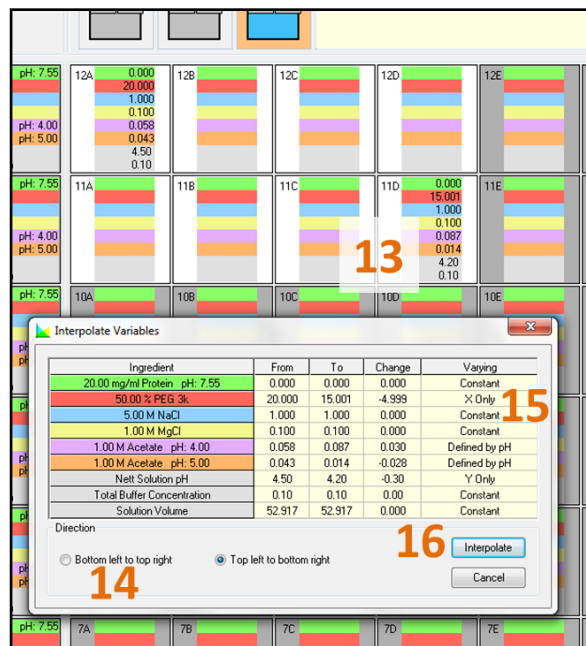 pH: 7.55 12A 0.000 12B 12C 12D 12E
20.000
1.000
0.100
pH: 4.00 0.058
pH: 5.00 0.043
4.50
0.10
pH: 7.55 11A 11B 11C 11D 0.000 11E
15.001
1.000
0.100
pH: 4.00 0.087
pH: 5.00 0.014
4.20
0.10
13
pH: 7.55 10A 10B 10C 10D 10E
Interpolate Variables
Ingredient From To Change Varying
20.00 mg/ml Protein pH: 7.55 0.000 0.000 0.000 Constant
50.00 % PEG 3k 20.000 15.001 -4.999 X Only
5.00 M NaCl 1.000 1.000 0.000 Constant
1.00 M MgCl 0.100 0.100 0.000 Constant
1.00 M Acetate pH: 4.00 0.058 0.087 0.030 Defined by pH
1.00 M Acetate pH: 5.00 0.043 0.014 -0.028 Defined by pH
Nett Solution pH 4.50 4.20 -0.30 Y Only
Total Buffer Concentration 0.10 0.10 0.00 Constant
Solution Volume 52.917 52.917 0.000 Constant
15
Direction
Bottom left to top right Top left to bottom right
14
16
Interpolate
Cancel
pH: 7.55 7A 7B 7C 7D 7E